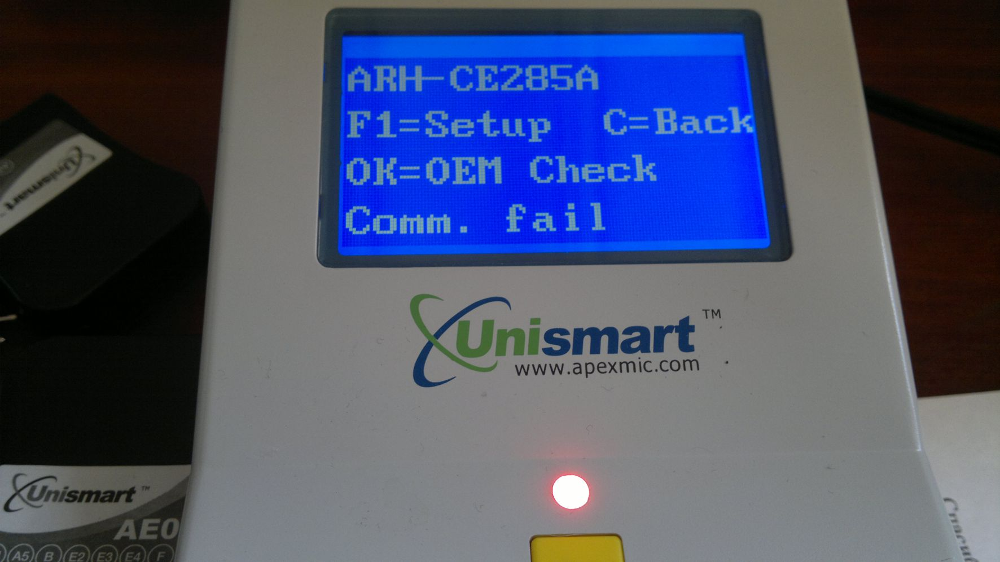 ARH-CE285A
F1=Setup C=Back
OK=OEM Check
Comm. fail
Unismart™
www.apexmic.com
Unismart
Unismart™
AE0
A5 B E2 E3 E4 F